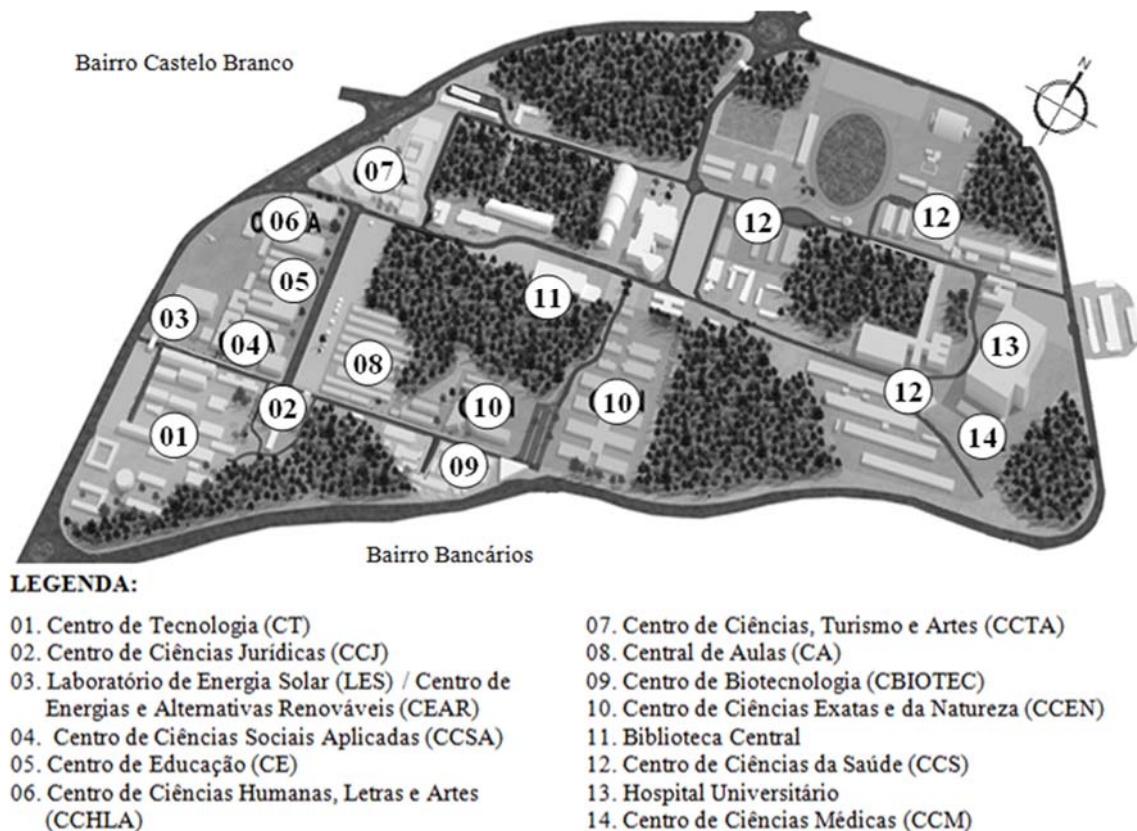 Bairro Castelo Branco
N
07
12
12
06
05
11
03
13
04
08
12
02
10
10
14
01
09
Bairro Bancários
LEGENDA:
01. Centro de Tecnologia (CT)
02. Centro de Ciências Jurídicas (CCJ)
03. Laboratório de Energia Solar (LES) / Centro de
Energias e Alternativas Renováveis (CEAR)
04. Centro de Ciências Sociais Aplicadas (CCSA)
05. Centro de Educação (CE)
06. Centro de Ciências Humanas, Letras e Artes
(CCHLA)
07. Centro de Ciências, Turismo e Artes (CCTA)
08. Central de Aulas (CA)
09. Centro de Biotecnologia (CBIOTEC)
10. Centro de Ciências Exatas e da Natureza (CCEN)
11. Biblioteca Central
12. Centro de Ciências da Saúde (CCS)
13. Hospital Universitário
14. Centro de Ciências Médicas (CCM)